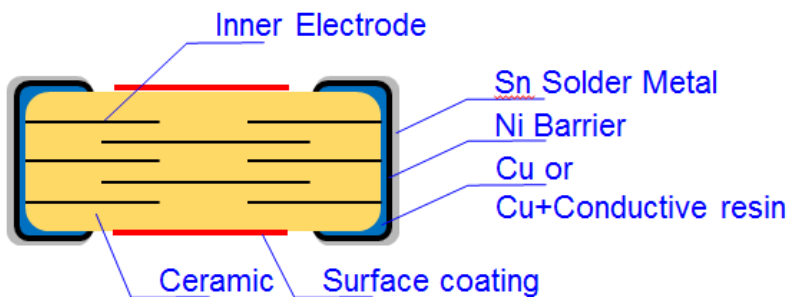 Inner Electrode
Sn Solder Metal
Ni Barrier
Cu or
Cu+Conductive resin
Ceramic
Surface coating